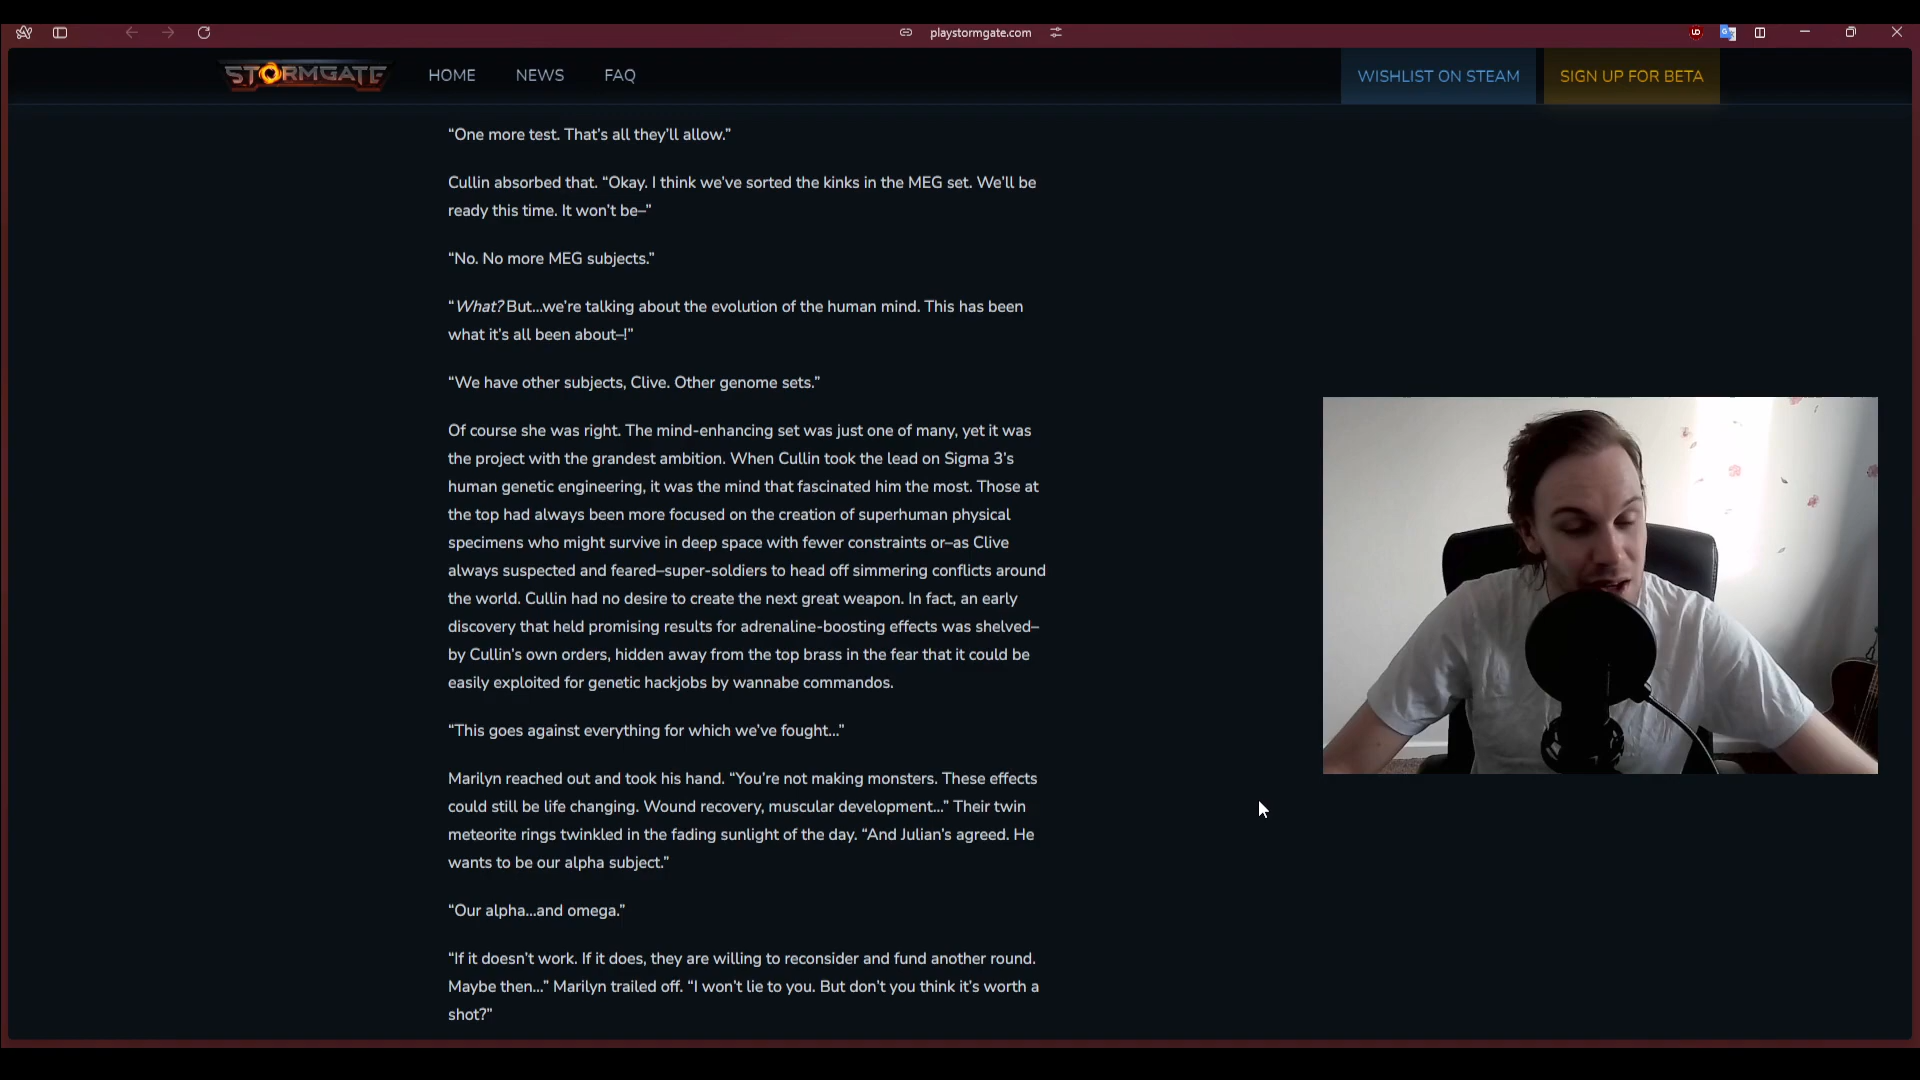 playstormgate.com
STORMGATE
HOME
NEWS
FAQ
WISHLIST ON STEAM
SIGN UP FOR BETA
“One more test. That’s all they’ll allow.”
Cullin absorbed that. “Okay. I think we’ve sorted the kinks in the MEG set. We’ll be
ready this time. It won’t be–”
“No. No more MEG subjects.”
“What? But…we’re talking about the evolution of the human mind. This has been
what it’s all been about–!”
“We have other subjects, Clive. Other genome sets.”
Of course she was right. The mind-enhancing set was just one of many, yet it was
the project with the grandest ambition. When Cullin took the lead on Sigma 3’s
human genetic engineering, it was the mind that fascinated him the most. Those at
the top had always been more focused on the creation of superhuman physical
specimens who might survive in deep space with fewer constraints or–as Clive
always suspected and feared–super-soldiers to head off simmering conflicts around
the world. Cullin had no desire to create the next great weapon. In fact, an early
discovery that held promising results for adrenaline-boosting effects was shelved–
by Cullin’s own orders, hidden away from the top brass in the fear that it could be
easily exploited for genetic hackjobs by wannabe commandos.
“This goes against everything for which we’ve fought…”
Marilyn reached out and took his hand. “You’re not making monsters. These effects
could still be life changing. Wound recovery, muscular development…” Their twin
meteorite rings twinkled in the fading sunlight of the day. “And Julian’s agreed. He
wants to be our alpha subject.”
“Our alpha…and omega.”
“If it doesn’t work. If it does, they are willing to reconsider and fund another round.
Maybe then…” Marilyn trailed off. “I won’t lie to you. But don’t you think it’s worth a
shot?”